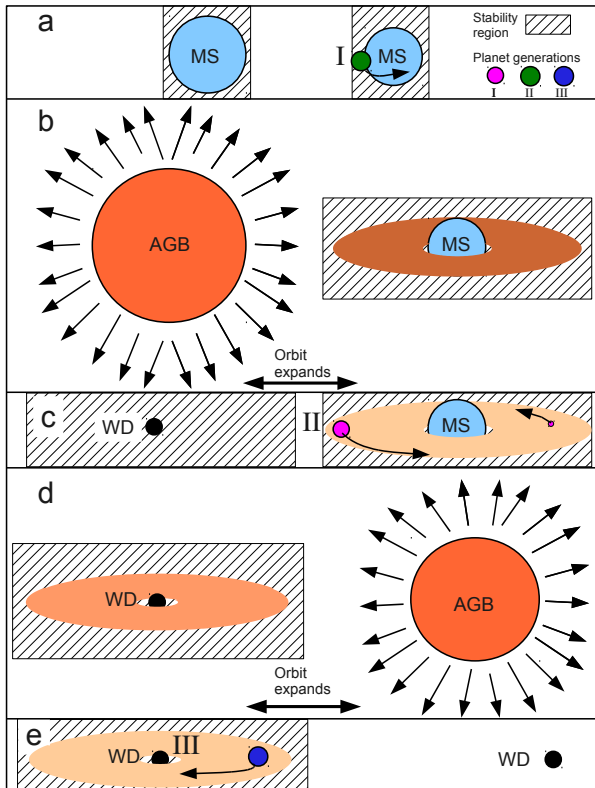 a
MS
I
MS
Stability
region
Planet generations
I
II
III
b
AGB
MS
Orbit
expands
c
WD
II
MS
d
WD
AGB
Orbit
expands
e
WD
III
WD